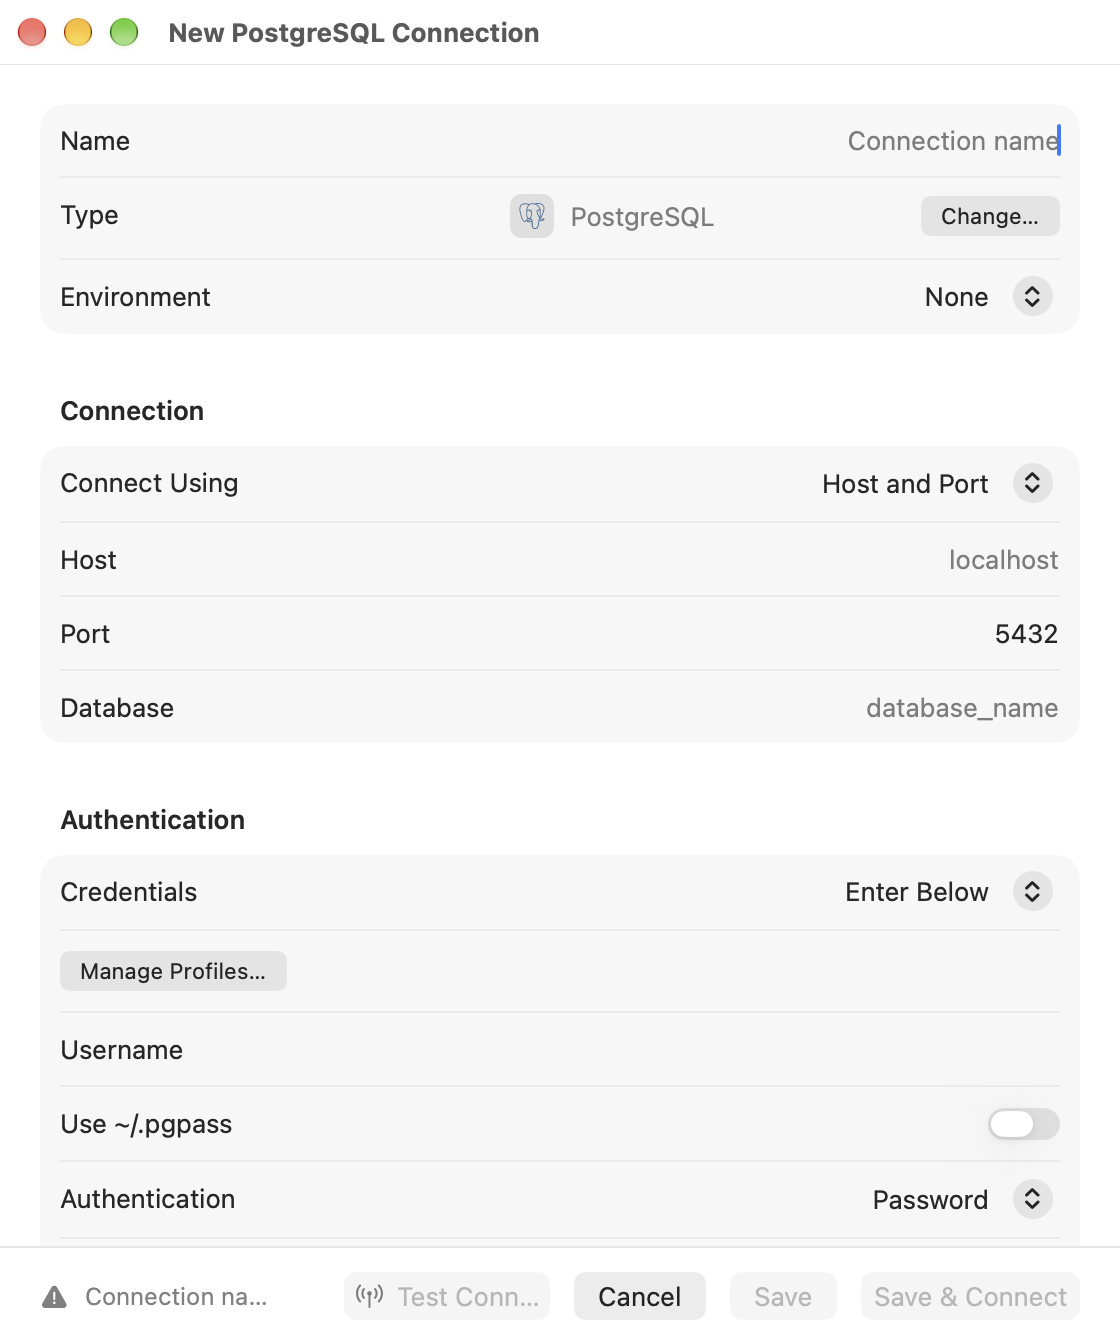 New PostgreSQL Connection
Name Connection name
Type PostgreSQL Change...
Environment None
Connection
Connect Using Host and Port
Host localhost
Port 5432
Database database_name
Authentication
Credentials Enter Below
Manage Profiles...
Username
Use ~/.pgpass
Authentication Password
Connection na... Test Conn... Cancel Save Save & Connect